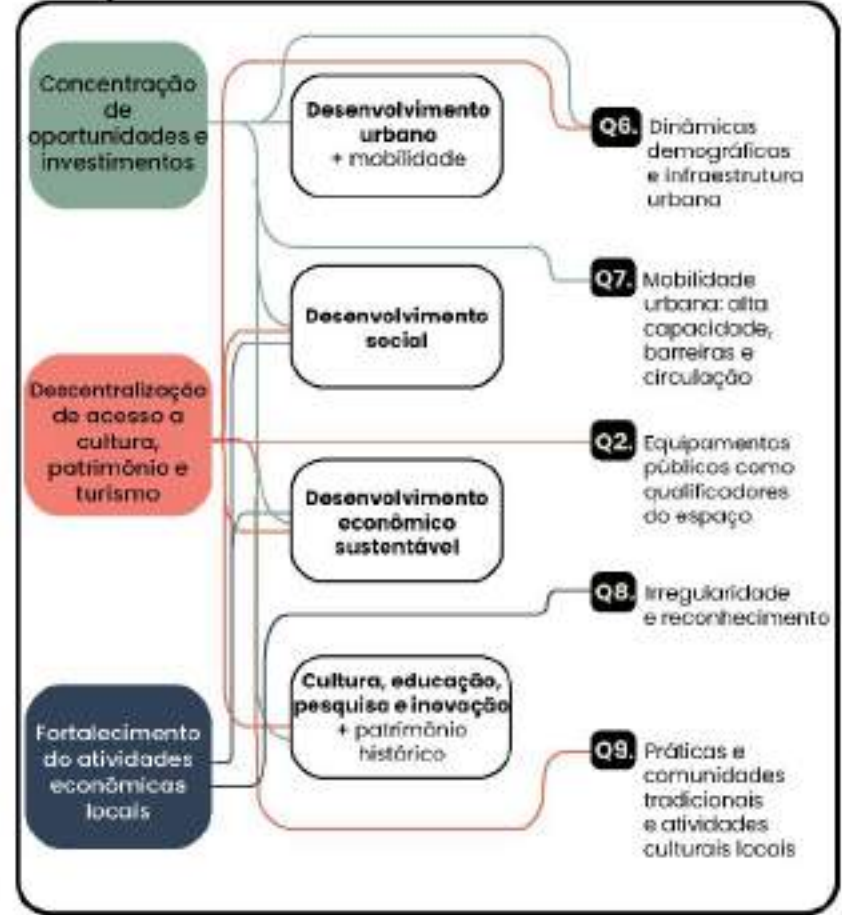 Concentração
de
oportunidades e
investimentos
Descentralização
de acesso a
cultura,
patrimônio e
turismo
Fortalecimento
do atividades
econômicas
locais
Desenvolvimento
urbano
+ mobilidade
Desenvolvimento
social
Desenvolvimento
econômico
sustentável
Cultura, educação,
pesquisa e inovação
+ patrimônio
histórico
Q6. Dinâmicas
demográficas
e infraestrutura
urbana
Q7. Mobilidade
urbana: alta
capacidade,
barreiras e
circulação
Q2. Equipamentos
públicos como
qualificadores
do espaço
Q8. Irregularidade
e reconhecimento
Q9. Práticas e
comunidades
tradicionais
e atividades
culturais locais